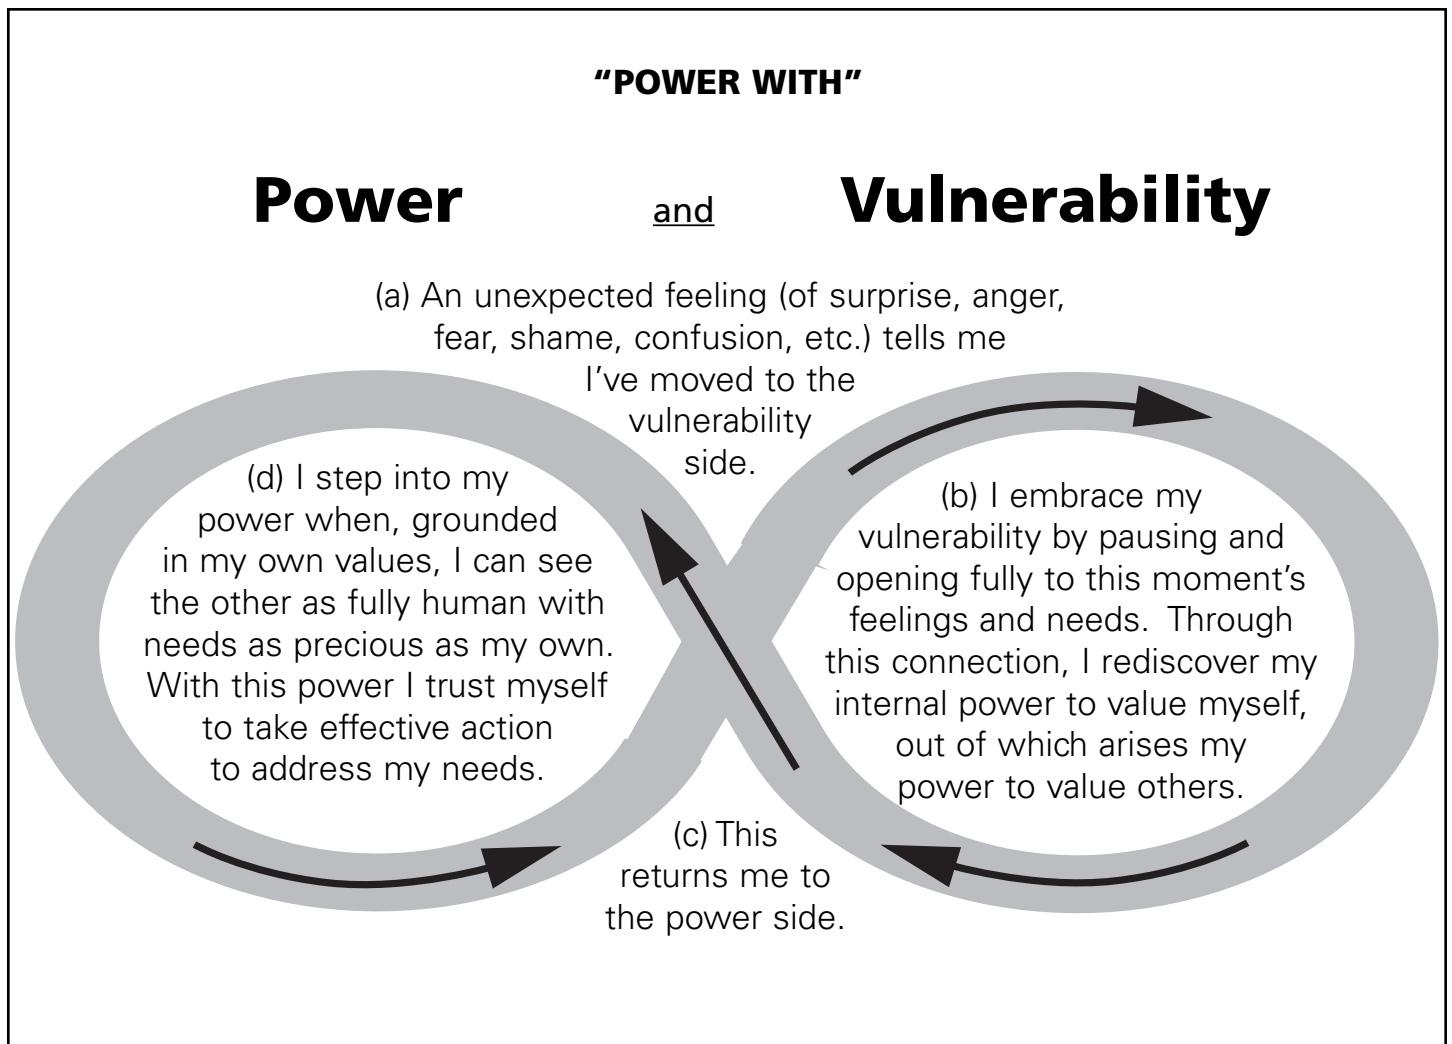 “POWER WITH”
Power and Vulnerability
(a) An unexpected feeling (of surprise, anger,
fear, shame, confusion, etc.) tells me
I’ve moved to the
vulnerability
side.
(b) I embrace my
vulnerability by pausing and
opening fully to this moment’s
feelings and needs.  Through
this connection, I rediscover my
internal power to value myself,
out of which arises my
power to value others.
(c) This
returns me to
the power side.
(d) I step into my
power when, grounded
in my own values, I can see
the other as fully human with
needs as precious as my own.
With this power I trust myself
to take effective action
to address my needs.